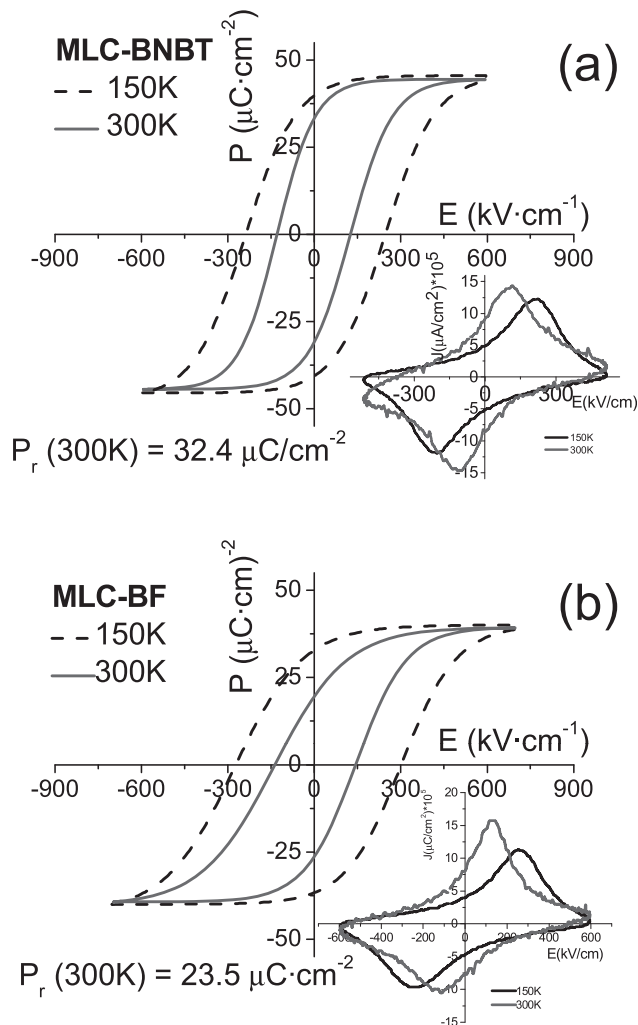 MLC-BNBT
150K
300K
(a)
P (μC·cm⁻²)
50
25
0
-25
-50
E (kV·cm⁻¹)
-900 -600 -300 0 300 600 900
J(μA/cm²)*10⁵
15
10
5
0
-5
-10
-15
-300 0 300
E(kV/cm)
150K
300K
Pᵣ (300K) = 32.4 μC/cm⁻²
MLC-BF
150K
300K
(b)
P (μC·cm)⁻²
50
25
0
-25
-50
E (kV·cm⁻¹)
-900 -600 -300 0 300 600 900
J(μC/cm²)*10⁵
20
15
10
5
0
-5
-10
-15
-600 -400 -200 0 200 400 600
E(kV/cm)
150K
300K
Pᵣ (300K) = 23.5 μC·cm⁻²